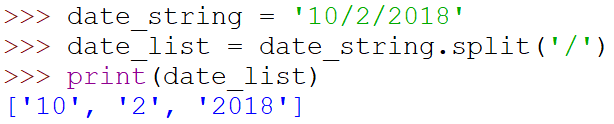 >>> date_string = '10/2/2018'
>>> date_list = date_string.split('/')
>>> print(date_list)
['10', '2', '2018']